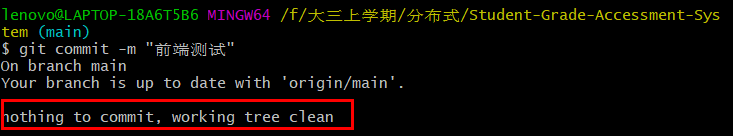 lenovo@LAPTOP-18A6T5B6 MINGW64 /f/大三上学期/分布式/Student-Grade-Accessment-Sys
tem (main)
$ git commit -m "前端测试"
On branch main
Your branch is up to date with 'origin/main'.
nothing to commit, working tree clean